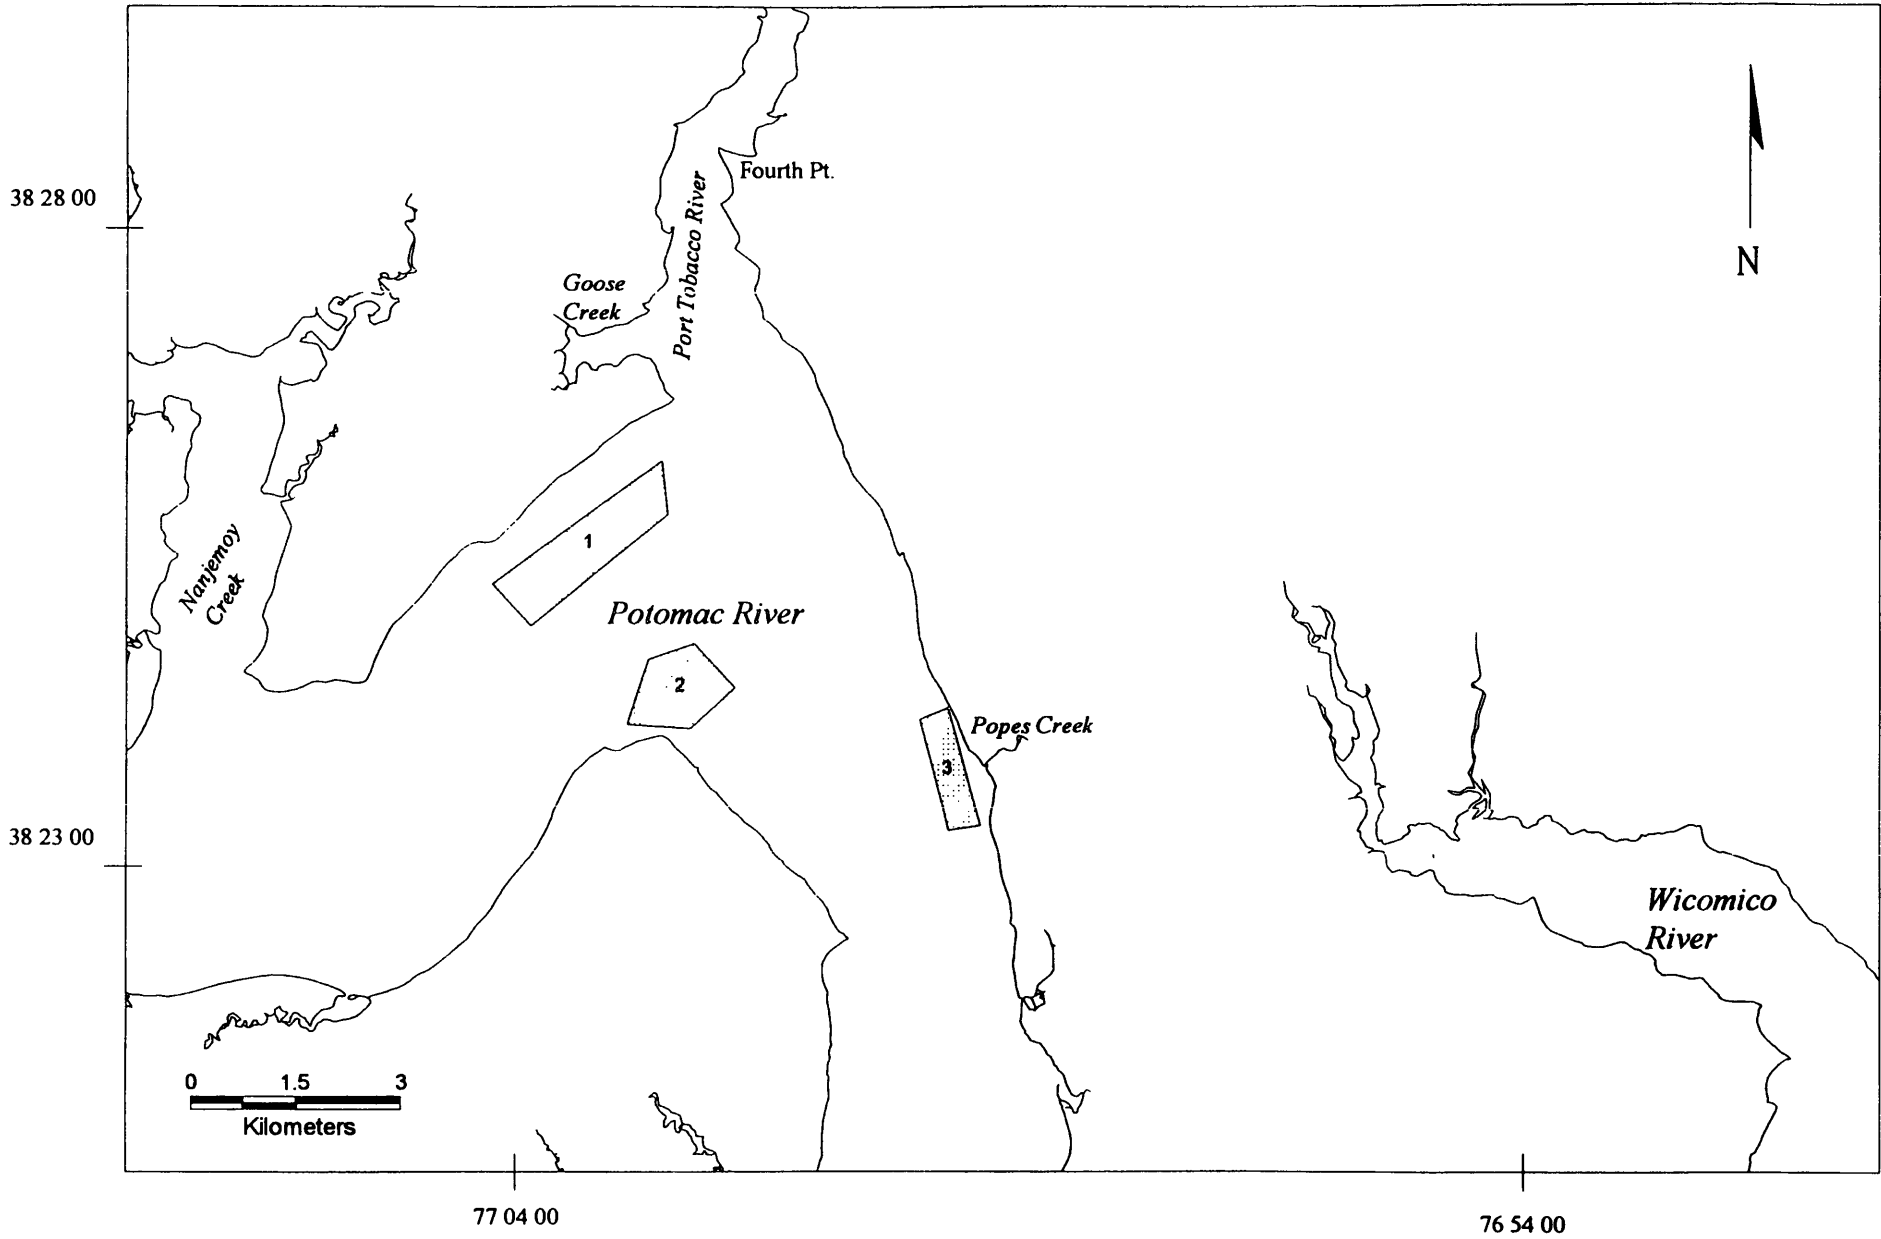 Fourth Pt.
38 28 00
Port Tobacco River
N
Goose
Creek
1
Nanjemoy
Creek
Potomac River
2
Popes Creek
3
38 23 00
Wicomico
River
0 1.5 3
Kilometers
77 04 00
76 54 00